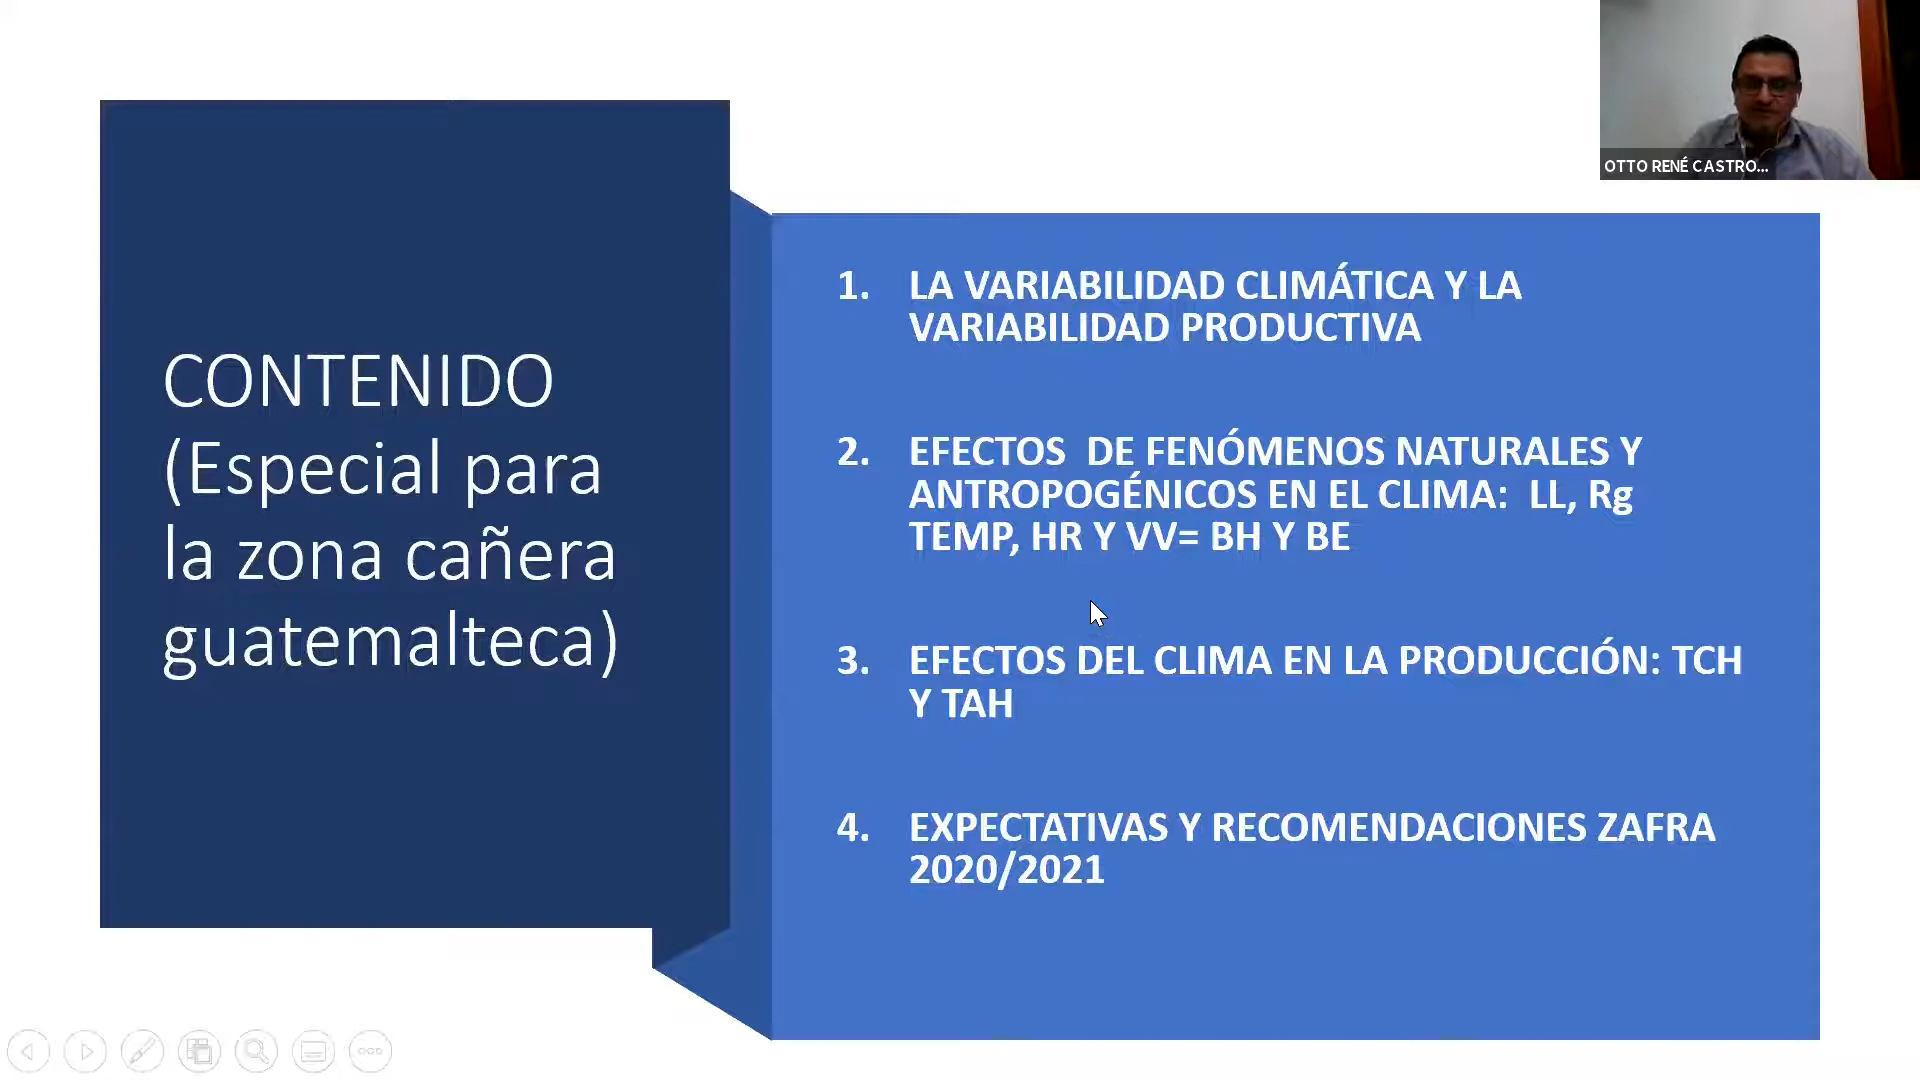 OTTO RENÉ CASTRO...
CONTENIDO
(Especial para
la zona cañera
guatemalteca)
1. LA VARIABILIDAD CLIMÁTICA Y LA
VARIABILIDAD PRODUCTIVA
2. EFECTOS DE FENÓMENOS NATURALES Y
ANTROPOGÉNICOS EN EL CLIMA: LL, Rg
TEMP, HR Y VV= BH Y BE
3. EFECTOS DEL CLIMA EN LA PRODUCCIÓN: TCH
Y TAH
4. EXPECTATIVAS Y RECOMENDACIONES ZAFRA
2020/2021